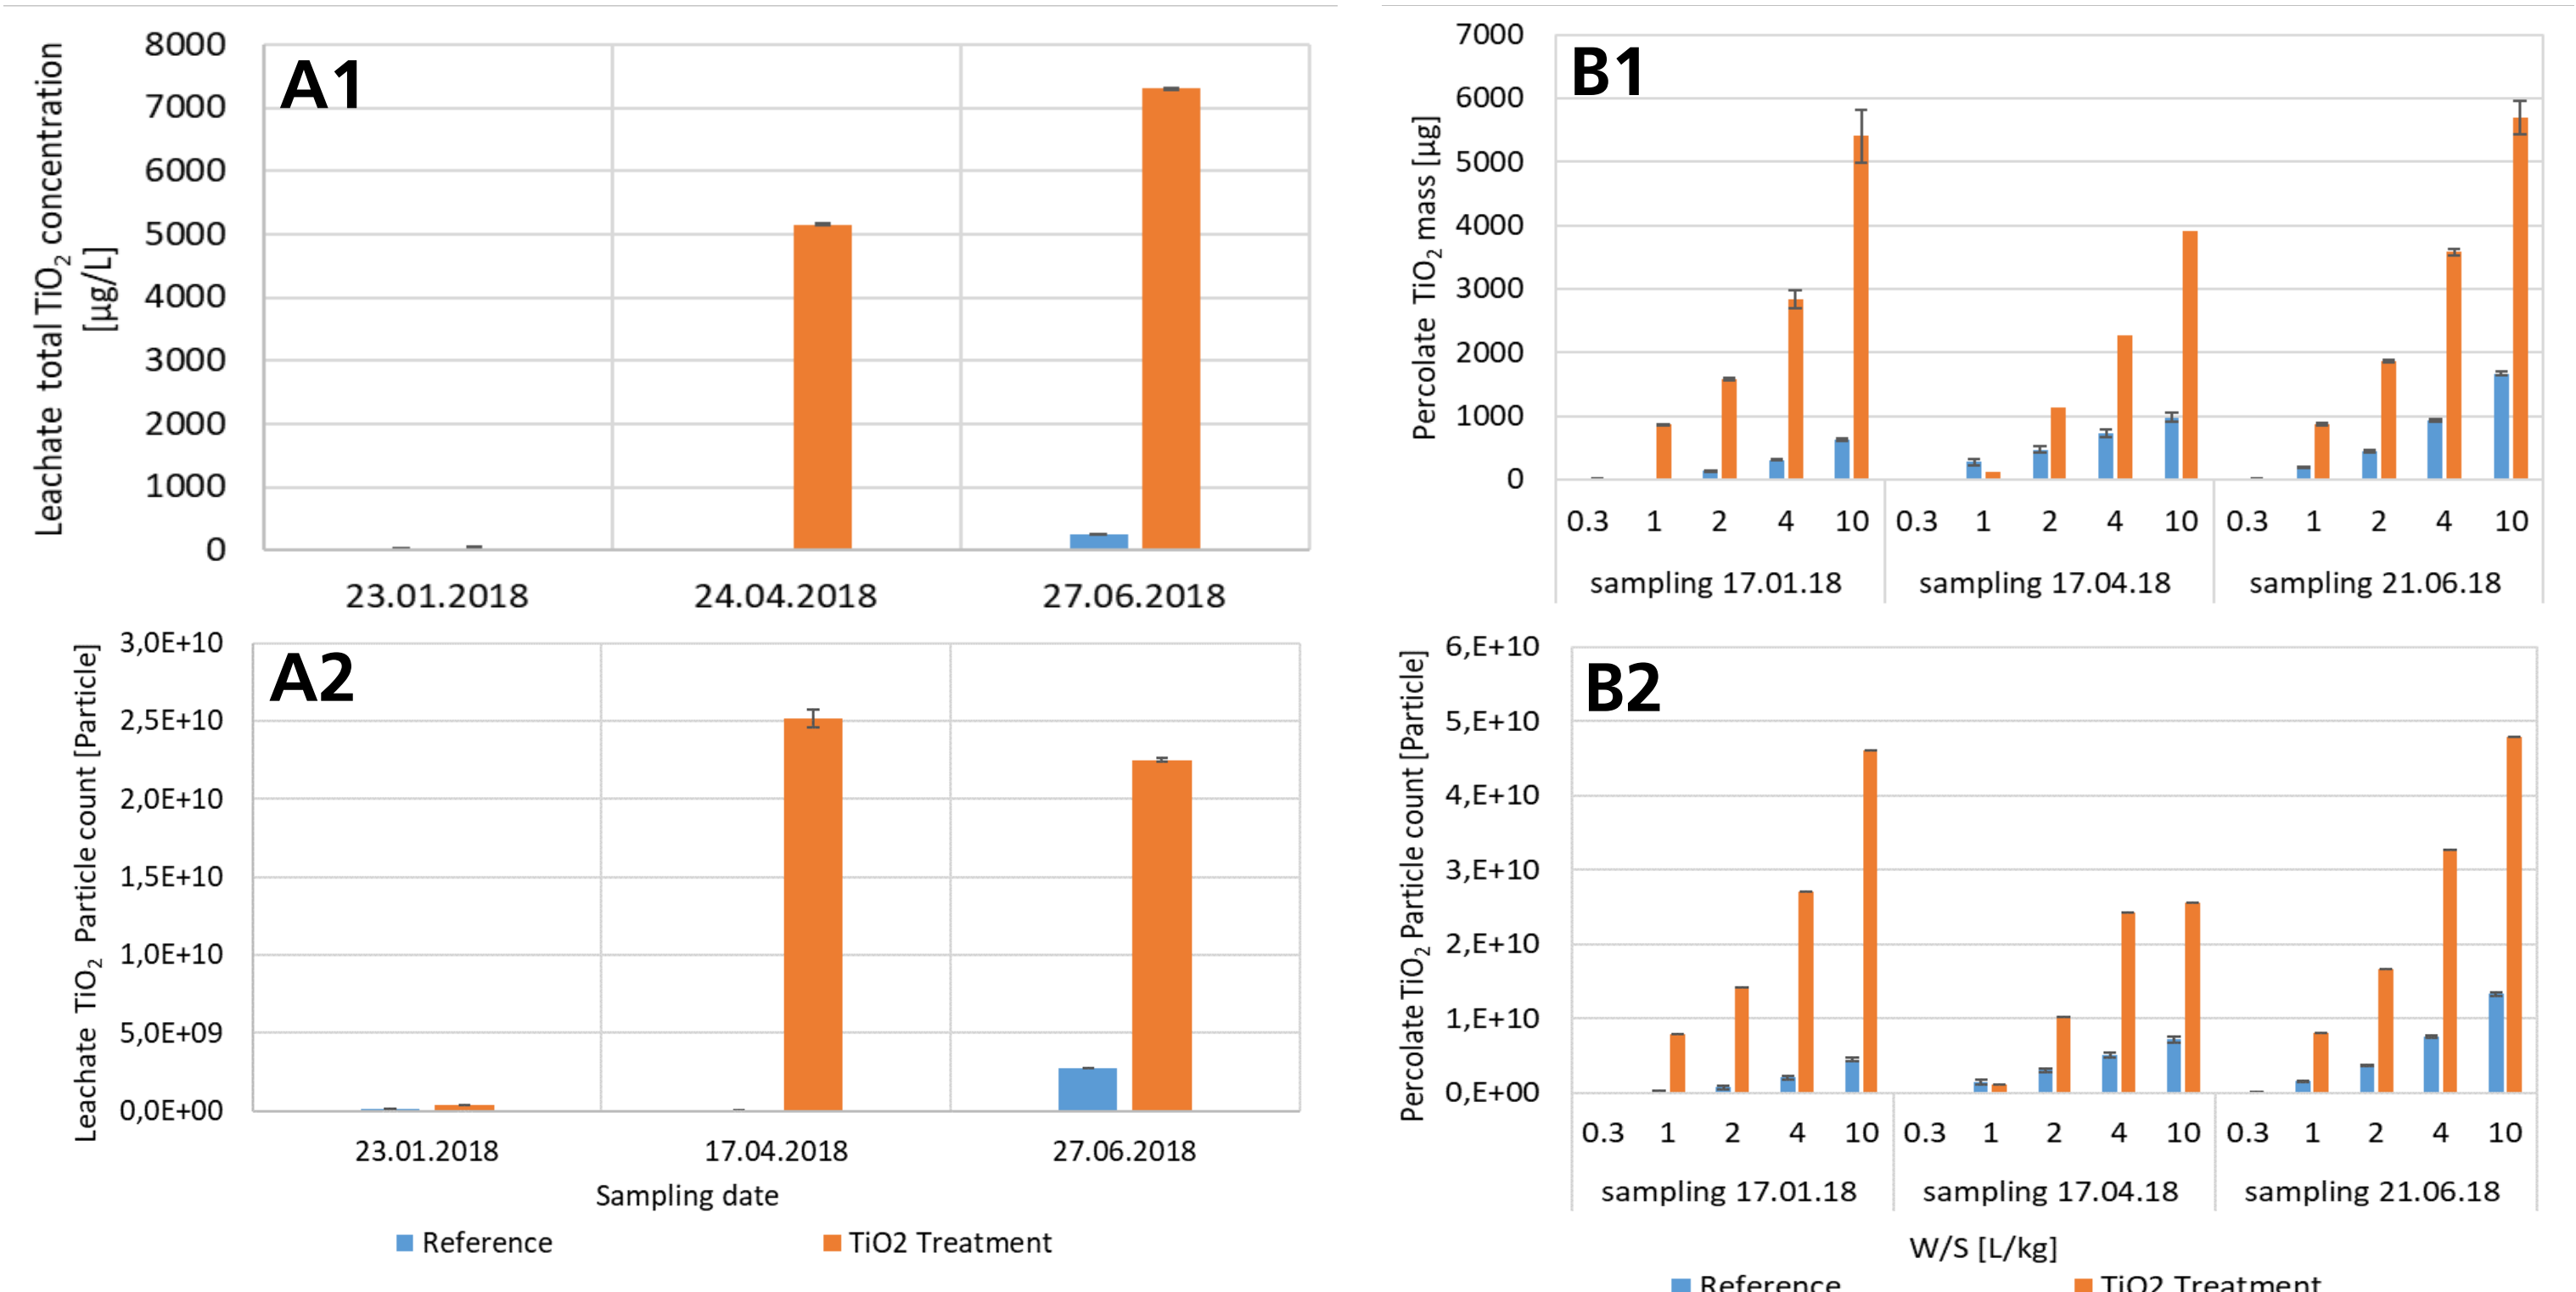 A1
Leachate total TiO2 concentration
[µg/L]
8000
7000
6000
5000
4000
3000
2000
1000
0
23.01.2018 24.04.2018 27.06.2018
B1
Percolate TiO2 mass [µg]
7000
6000
5000
4000
3000
2000
1000
0
0.3 1 2 4 10 0.3 1 2 4 10 0.3 1 2 4 10
sampling 17.01.18 sampling 17.04.18 sampling 21.06.18
A2
Leachate TiO2 Particle count [Particle]
3,0E+10
2,5E+10
2,0E+10
1,5E+10
1,0E+10
5,0E+09
0,0E+00
23.01.2018 17.04.2018 27.06.2018
Sampling date
Reference TiO2 Treatment
B2
Percolate TiO2 Particle count [Particle]
6,E+10
5,E+10
4,E+10
3,E+10
2,E+10
1,E+10
0,E+00
0.3 1 2 4 10 0.3 1 2 4 10 0.3 1 2 4 10
sampling 17.01.18 sampling 17.04.18 sampling 21.06.18
W/S [L/kg]
Reference TiO2 Treatment